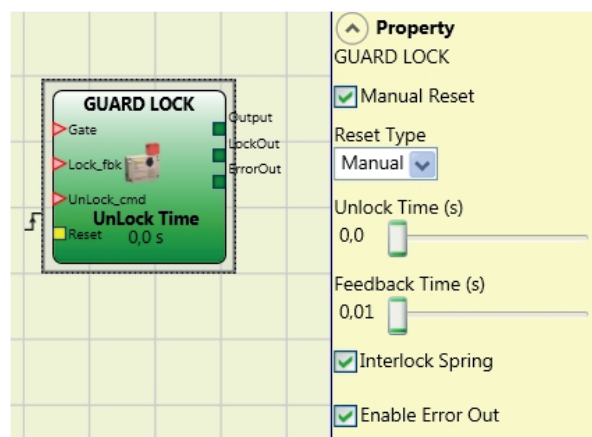 GUARD LOCK
Gate
Lock_fbk
UnLock_cmd
UnLock Time
Reset 0,0 s
Output
LockOut
ErrorOut
Property
GUARD LOCK
Manual Reset
Reset Type
Manual
Unlock Time (s)
0,0
Feedback Time (s)
0,01
Interlock Spring
Enable Error Out